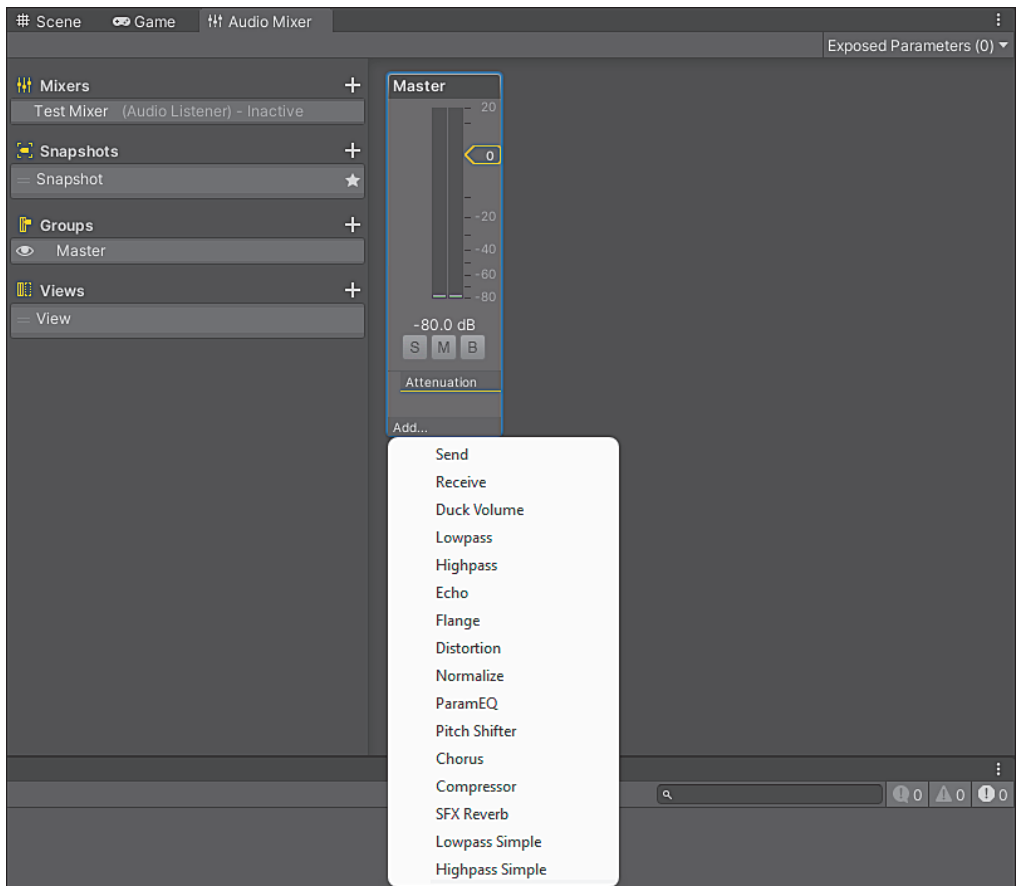 Scene Game Audio Mixer
Exposed Parameters (0)
Mixers
Test Mixer (Audio Listener) - Inactive
Snapshots
Snapshot
Groups
Master
Views
View
Master
20
0
-20
-40
-60
-80
-80.0 dB
S M B
Attenuation
Add...
Send
Receive
Duck Volume
Lowpass
Highpass
Echo
Flange
Distortion
Normalize
ParamEQ
Pitch Shifter
Chorus
Compressor
SFX Reverb
Lowpass Simple
Highpass Simple
0 0 0